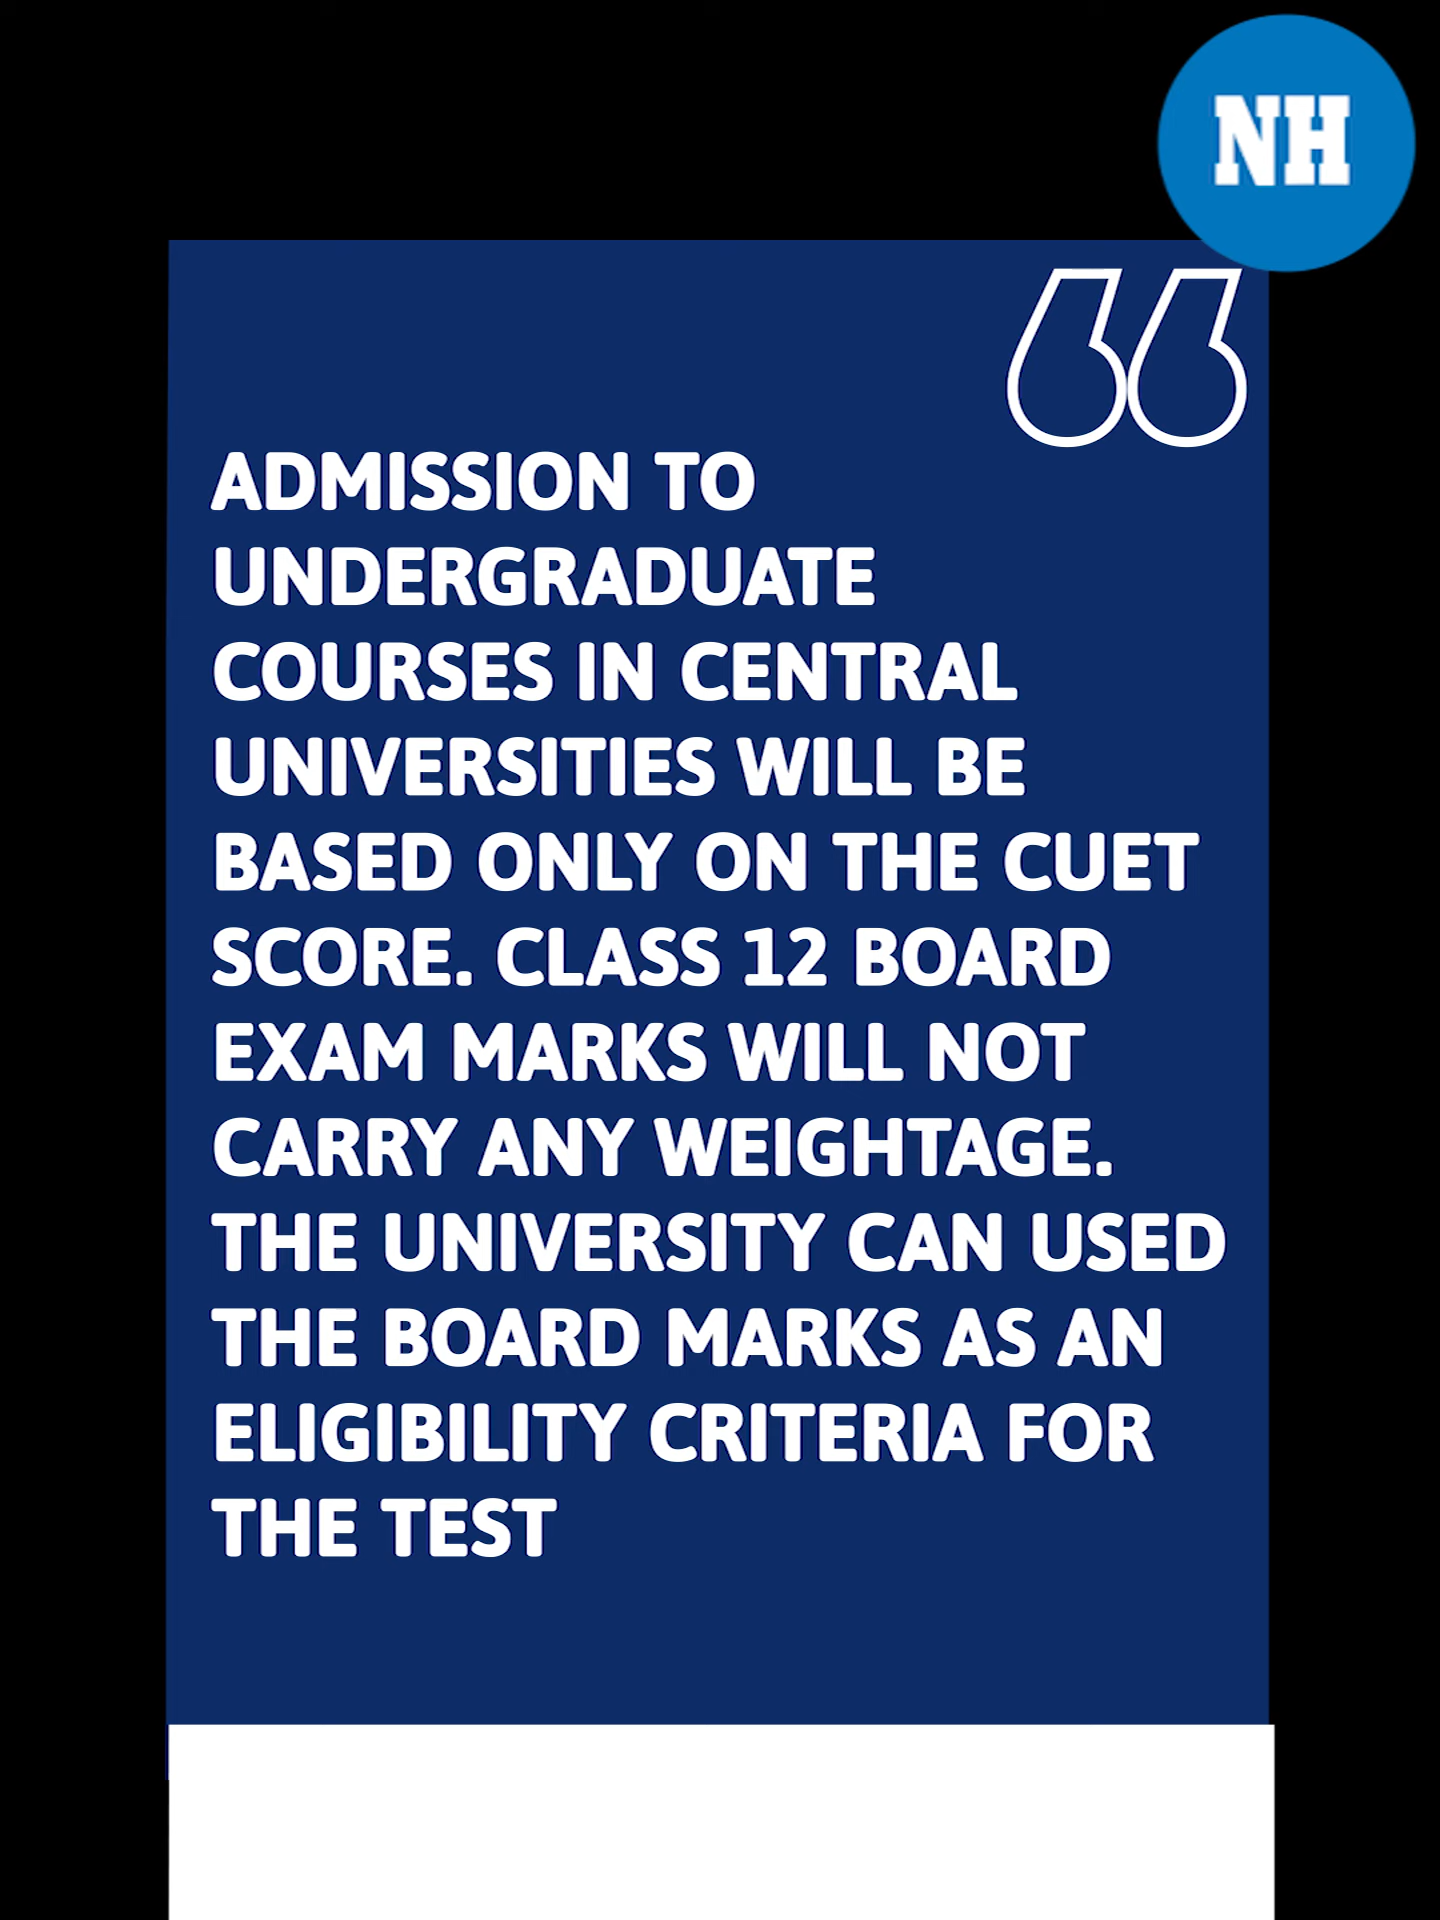 NH
ADMISSION TO
UNDERGRADUATE
COURSES IN CENTRAL
UNIVERSITIES WILL BE
BASED ONLY ON THE CUET
SCORE. CLASS 12 BOARD
EXAM MARKS WILL NOT
CARRY ANY WEIGHTAGE.
THE UNIVERSITY CAN USED
THE BOARD MARKS AS AN
ELIGIBILITY CRITERIA FOR
THE TEST